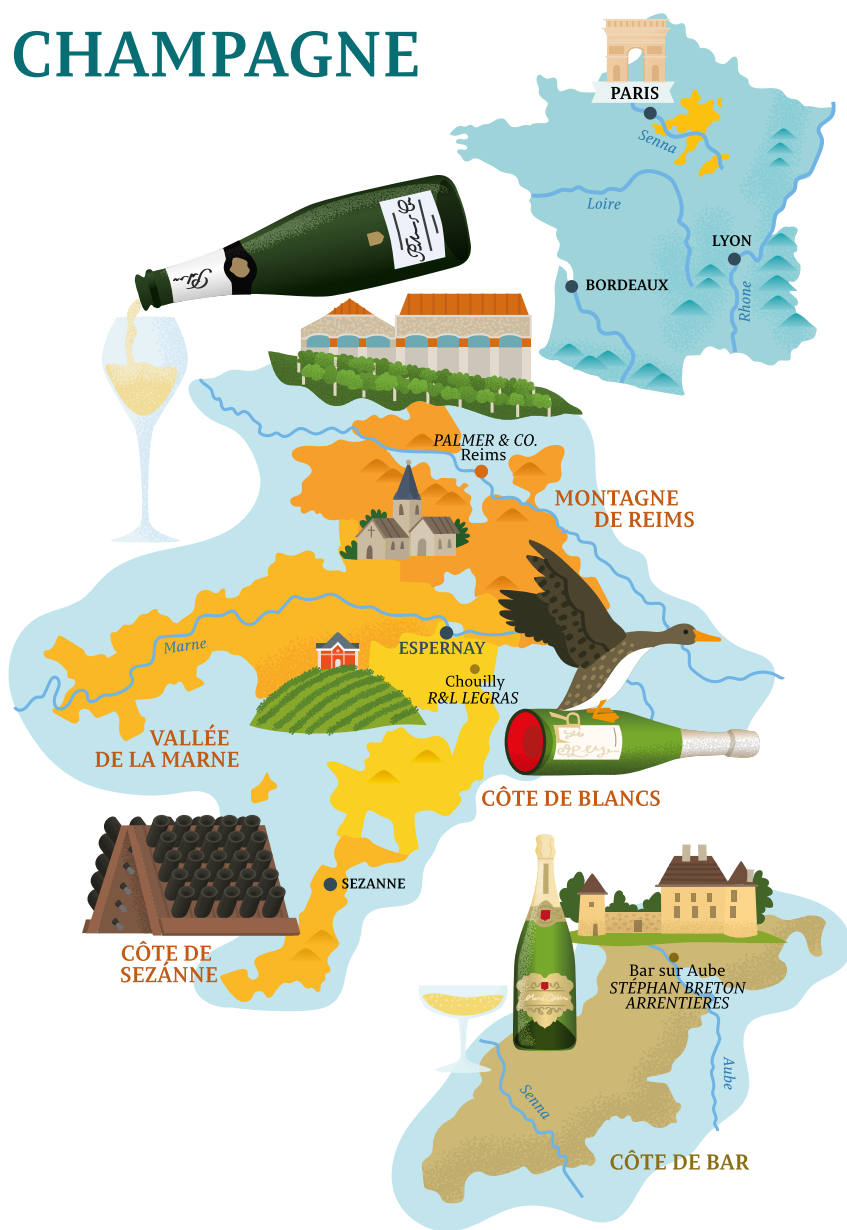 CHAMPAGNE
PARIS
Senna
Loire
LYON
BORDEAUX
Rhone
PALMER & CO.
Reims
MONTAGNE
DE REIMS
Marne
ESPERNAY
Chouilly
R&L LEGRAS
VALLÉE
DE LA MARNE
CÔTE DE BLANCS
SEZANNE
CÔTE DE
SEZÁNNE
Bar sur Aube
STÉPHAN BRETON
ARRENTIÈRES
Aube
Senna
CÔTE DE BAR